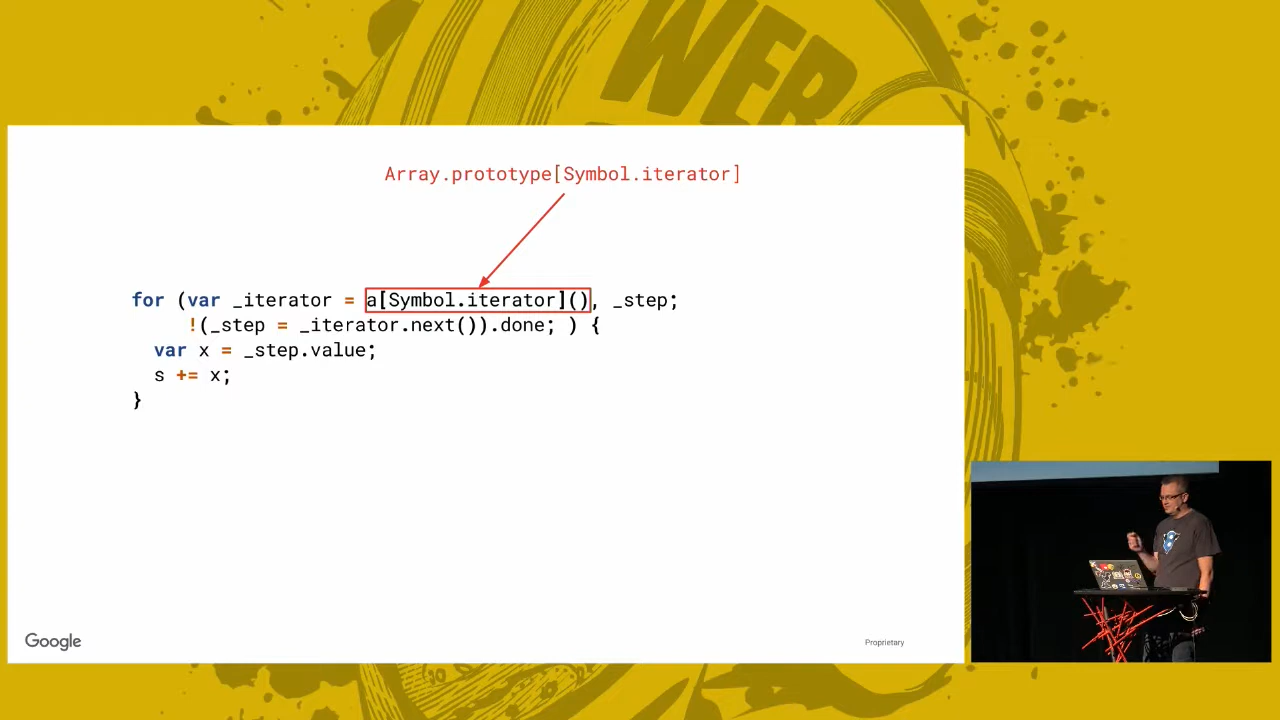 WEB
Array.prototype[Symbol.iterator]
for (var _iterator = a[Symbol.iterator](), _step;
!(_step = _iterator.next()).done; ) {
var x = _step.value;
s += x;
}
Google
Proprietary